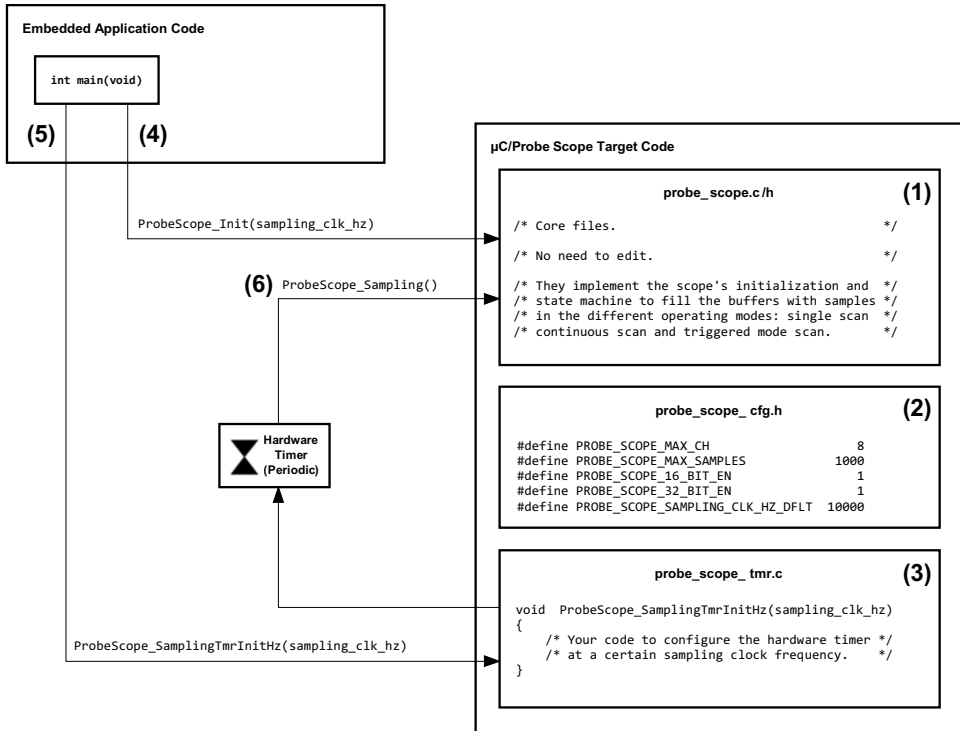 Embedded Application Code
int main(void)
(5)
(4)
µC/Probe Scope Target Code
probe_scope.c/h
(1)
/* Core files. */
/* No need to edit. */
/* They implement the scope's initialization and */
/* state machine to fill the buffers with samples */
/* in the different operating modes: single scan */
/* continuous scan and triggered mode scan. */
ProbeScope_Init(sampling_clk_hz)
(6)
ProbeScope_Sampling()
Hardware
Timer
(Periodic)
probe_scope_ cfg.h
(2)
#define PROBE_SCOPE_MAX_CH 8
#define PROBE_SCOPE_MAX_SAMPLES 1000
#define PROBE_SCOPE_16_BIT_EN 1
#define PROBE_SCOPE_32_BIT_EN 1
#define PROBE_SCOPE_SAMPLING_CLK_HZ_DFLT 10000
probe_scope_ tmr.c
(3)
void ProbeScope_SamplingTmrInitHz(sampling_clk_hz)
{
/* Your code to configure the hardware timer */
/* at a certain sampling clock frequency. */
}
ProbeScope_SamplingTmrInitHz(sampling_clk_hz)